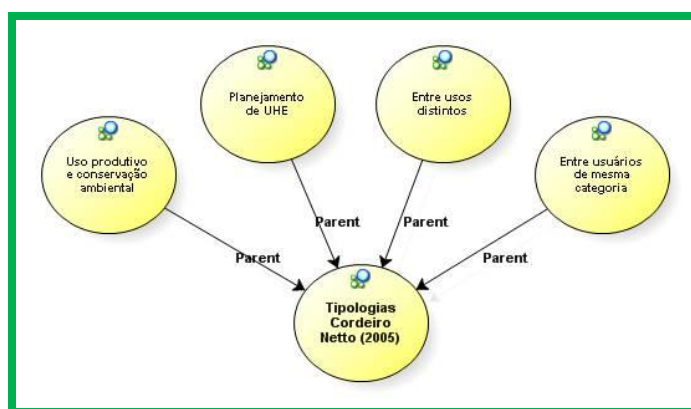 Planejamento
de UHE
Entre usos
distintos
Uso produtivo
e conservação
ambiental
Entre usuários
de mesma
categoria
Parent
Parent
Parent
Parent
Tipologias
Cordeiro
Netto (2005)